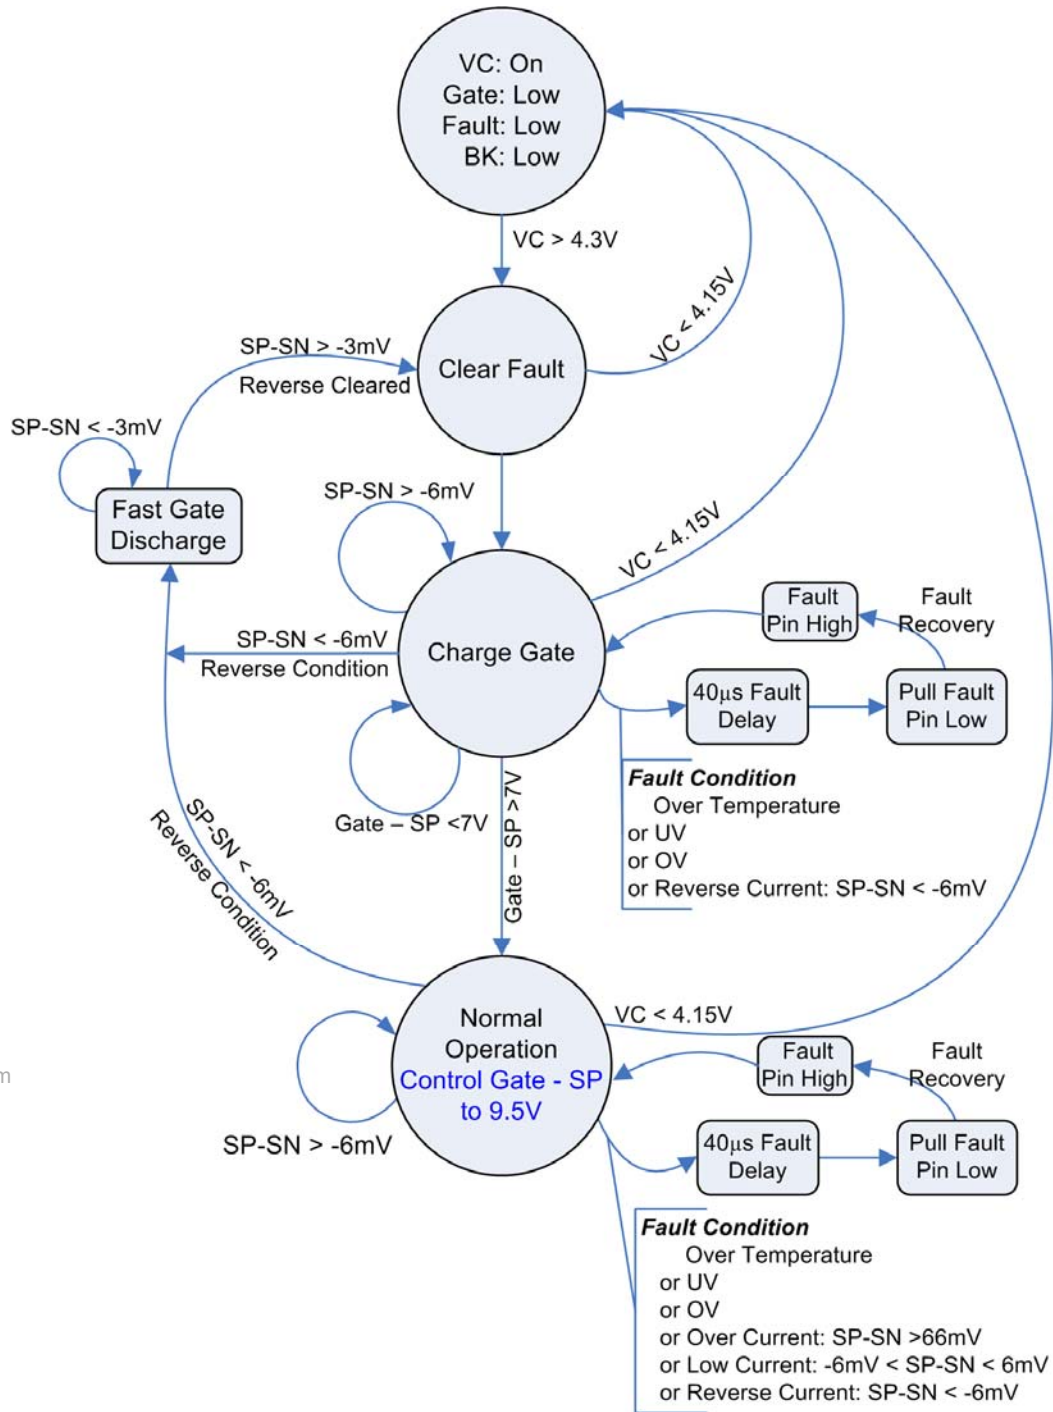 VC: On
Gate: Low
Fault: Low
BK: Low
VC > 4.3V
VC < 4.15V
SP-SN > -3mV
Reverse Cleared
Clear Fault
SP-SN < -3mV
Fast Gate
Discharge
SP-SN > -6mV
VC < 4.15V
SP-SN < -6mV
Reverse Condition
Charge Gate
Fault
Pin High
Fault
Recovery
40µs Fault
Delay
Pull Fault
Pin Low
Gate – SP <7V
Gate – SP >7V
Fault Condition
Over Temperature
or UV
or OV
or Reverse Current: SP-SN < -6mV
SP-SN < -6mV
Reverse Condition
Normal
Operation
Control Gate - SP
to 9.5V
VC < 4.15V
SP-SN > -6mV
Fault
Pin High
Fault
Recovery
40µs Fault
Delay
Pull Fault
Pin Low
Fault Condition
Over Temperature
or UV
or OV
or Over Current: SP-SN >66mV
or Low Current: -6mV < SP-SN < 6mV
or Reverse Current: SP-SN < -6mV
m